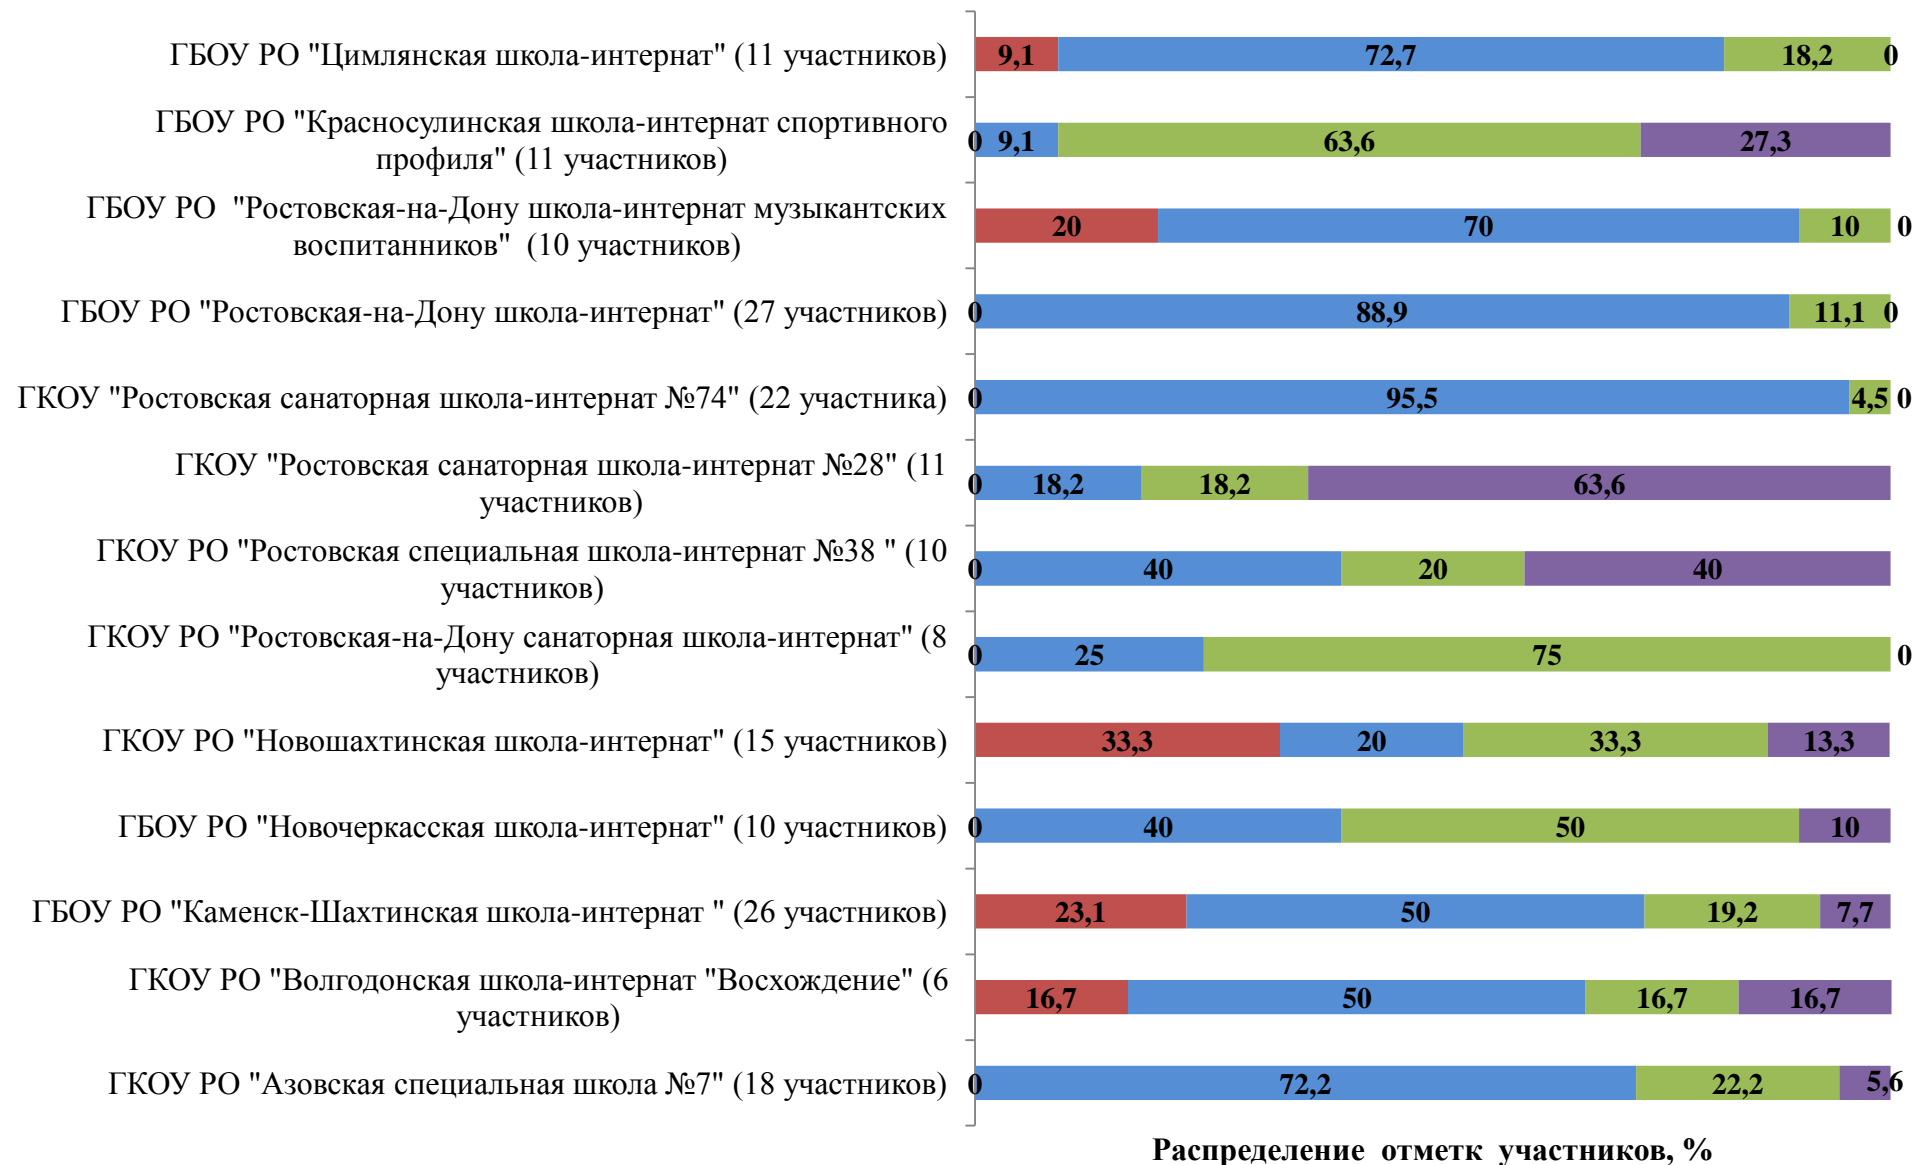 ГБОУ РО "Цимлянская школа-интернат" (11 участников)
9,1 72,7 18,2 0
ГБОУ РО "Красносулинская школа-интернат спортивного
профиля" (11 участников)
0 9,1 63,6 27,3
ГБОУ РО "Ростовская-на-Дону школа-интернат музыкантских
воспитанников" (10 участников)
20 70 10 0
ГБОУ РО "Ростовская-на-Дону школа-интернат" (27 участников)
0 88,9 11,1 0
ГКОУ "Ростовская санаторная школа-интернат №74" (22 участника)
0 95,5 4,5 0
ГКОУ "Ростовская санаторная школа-интернат №28" (11
участников)
0 18,2 18,2 63,6
ГКОУ РО "Ростовская специальная школа-интернат №38 " (10
участников)
0 40 20 40
ГКОУ РО "Ростовская-на-Дону санаторная школа-интернат" (8
участников)
0 25 75 0
ГКОУ РО "Новошахтинская школа-интернат" (15 участников)
33,3 20 33,3 13,3
ГБОУ РО "Новочеркасская школа-интернат" (10 участников)
0 40 50 10
ГБОУ РО "Каменск-Шахтинская школа-интернат " (26 участников)
23,1 50 19,2 7,7
ГКОУ РО "Волгодонская школа-интернат "Восхождение" (6
участников)
16,7 50 16,7 16,7
ГКОУ РО "Азовская специальная школа №7" (18 участников)
0 72,2 22,2 5,6
Распределение отметк участников, %